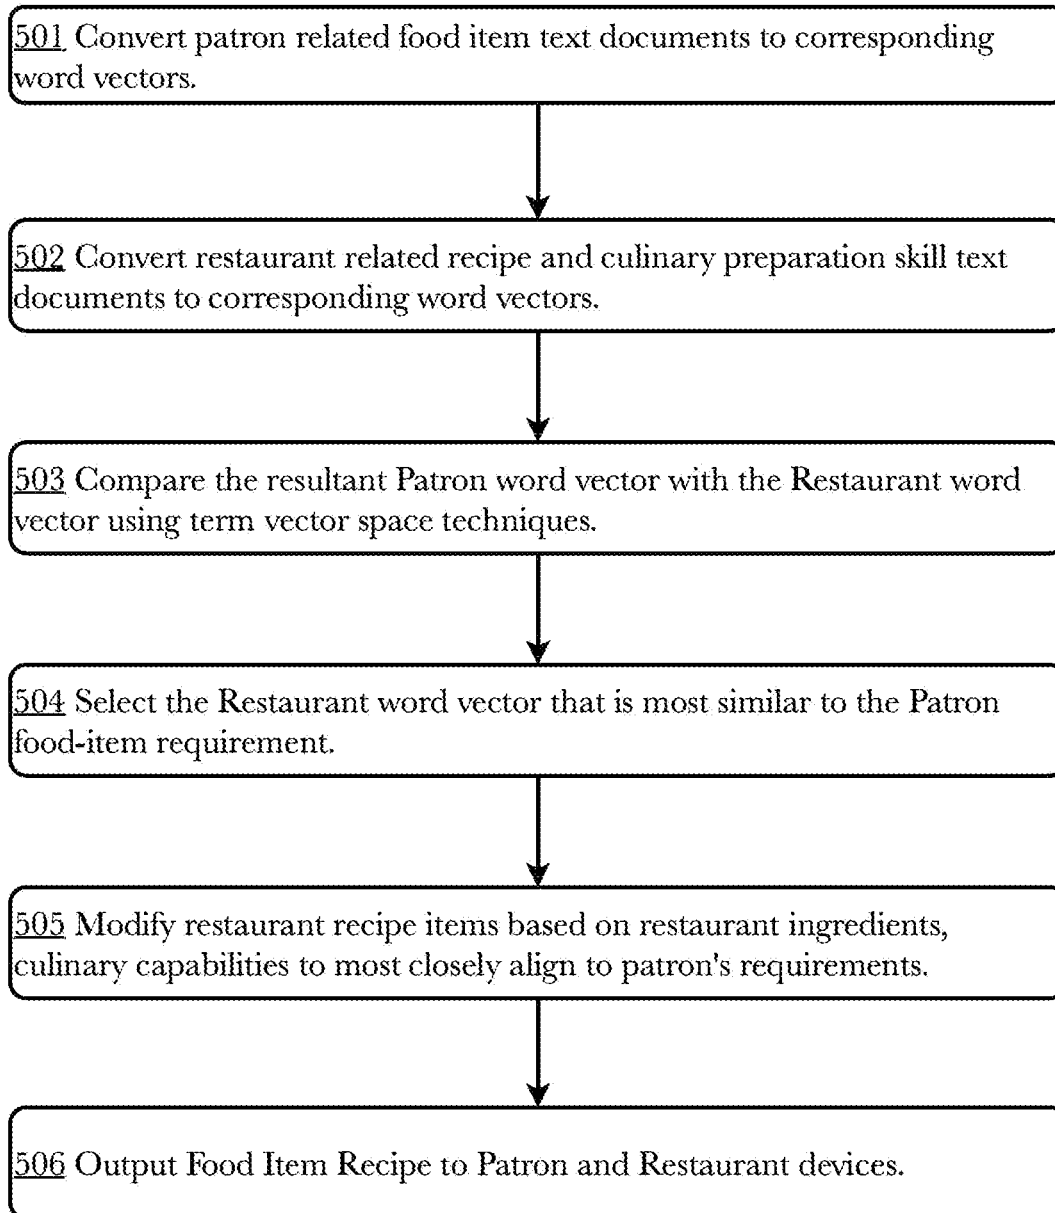 501 Convert patron related food item text documents to corresponding
word vectors.
502 Convert restaurant related recipe and culinary preparation skill text
documents to corresponding word vectors.
503 Compare the resultant Patron word vector with the Restaurant word
vector using term vector space techniques.
504 Select the Restaurant word vector that is most similar to the Patron
food-item requirement.
505 Modify restaurant recipe items based on restaurant ingredients,
culinary capabilities to most closely align to patron's requirements.
506 Output Food Item Recipe to Patron and Restaurant devices.